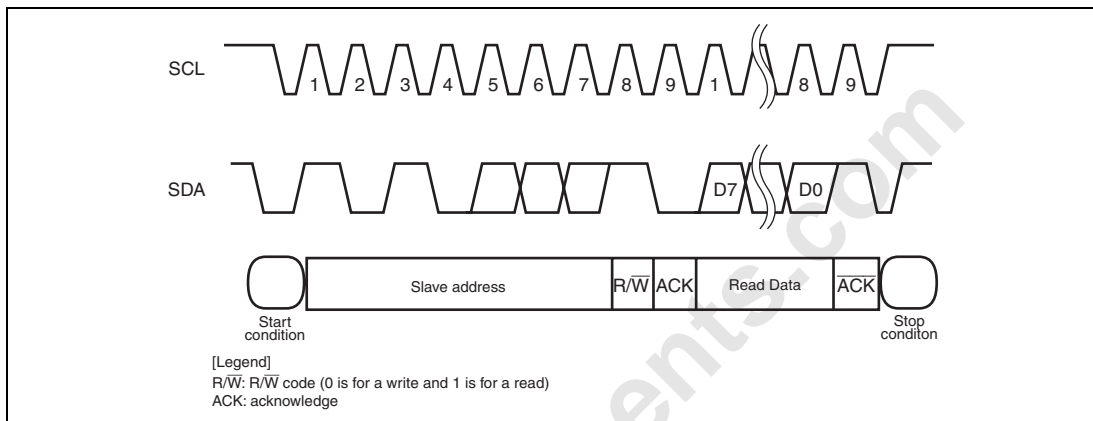 SCL
1 2 3 4 5 6 7 8 9 1 8 9
SDA
D7 D0
Slave address R/W̅ ACK Read Data A̅C̅K̅
Start
condition
Stop
conditon
[Legend]
R/W̅: R/W̅ code (0 is for a write and 1 is for a read)
ACK: acknowledge
ents.com